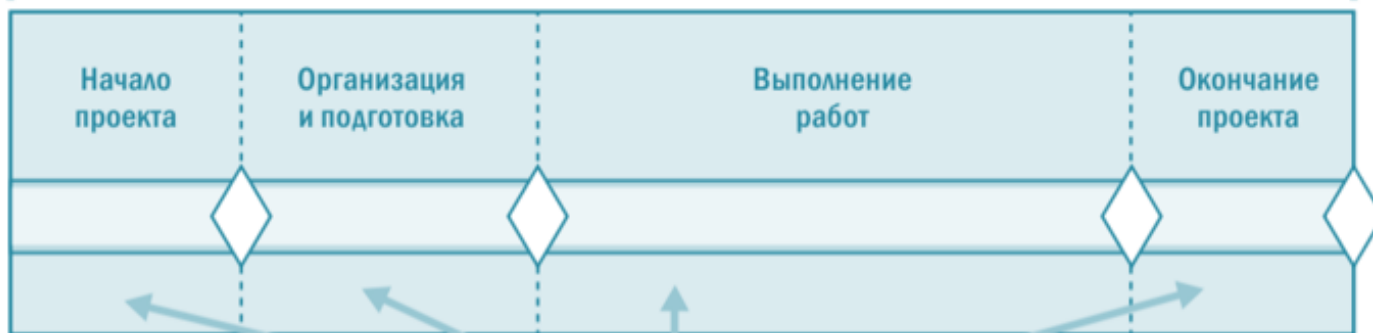 Начало
проекта
Организация
и подготовка
Выполнение
работ
Окончание
проекта